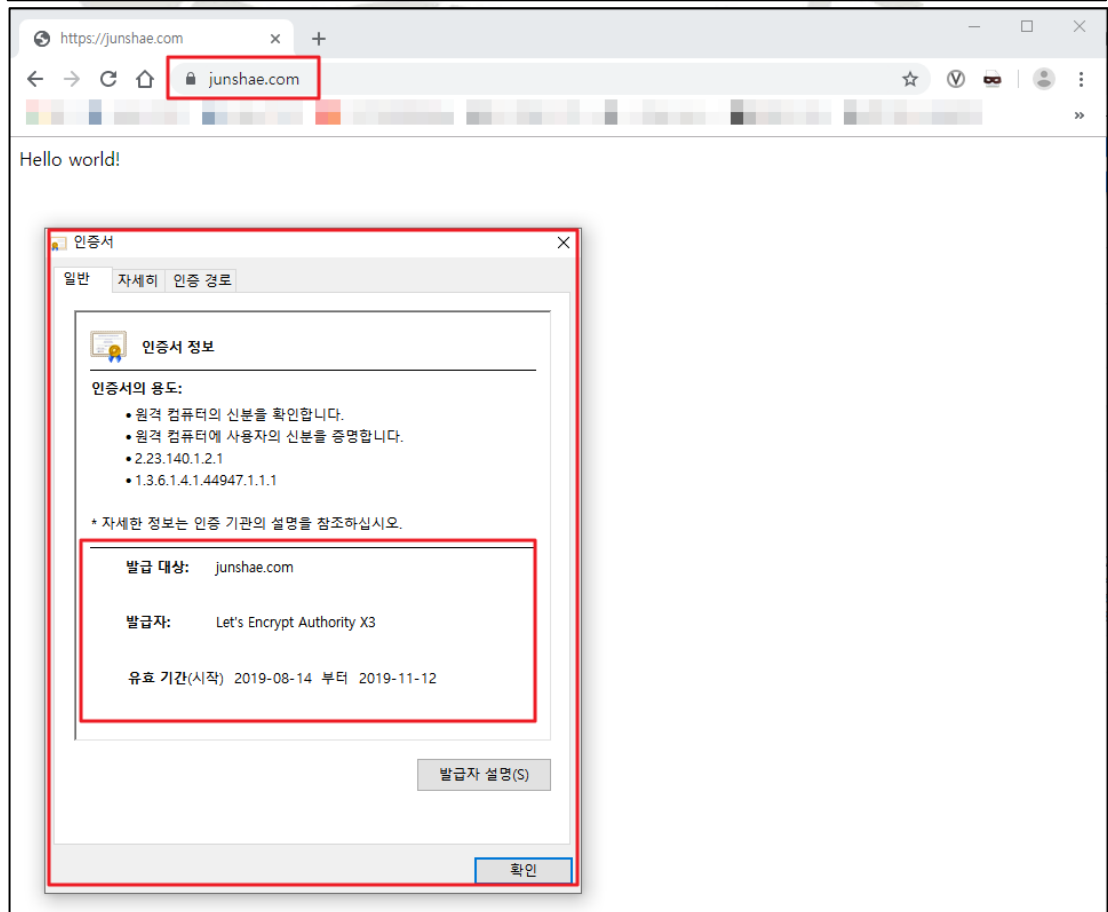 https://junshae.com
junshae.com
Hello world!
인증서
일반 자세히 인증 경로
인증서 정보
인증서의 용도:
• 원격 컴퓨터의 신분을 확인합니다.
• 원격 컴퓨터에 사용자의 신분을 증명합니다.
• 2.23.140.1.2.1
• 1.3.6.1.4.1.44947.1.1.1
* 자세한 정보는 인증 기관의 설명을 참조하십시오.
발급 대상: junshae.com
발급자: Let's Encrypt Authority X3
유효 기간(시작) 2019-08-14 부터 2019-11-12
발급자 설명(S)
확인